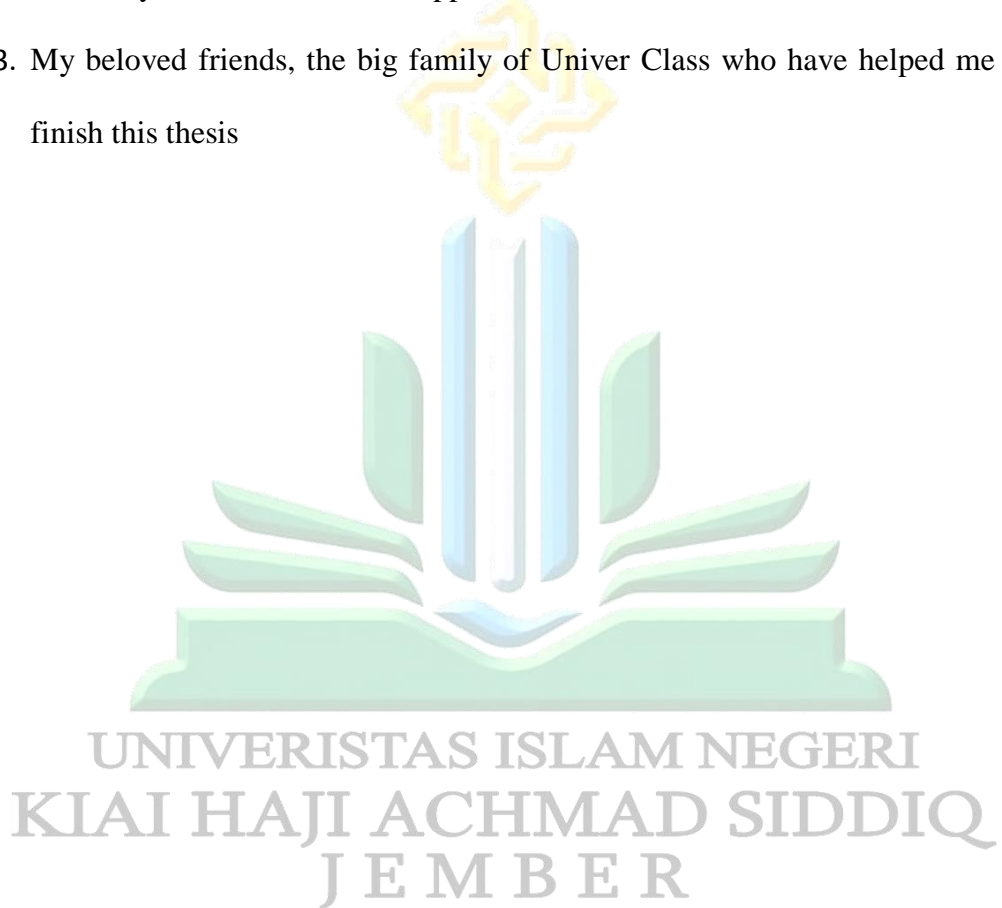 3. My beloved friends, the big family of Univer Class who have helped me
finish this thesis
UNIVERISTAS ISLAM NEGERI
KIAI HAJI ACHMAD SIDDIQ
JEMBER